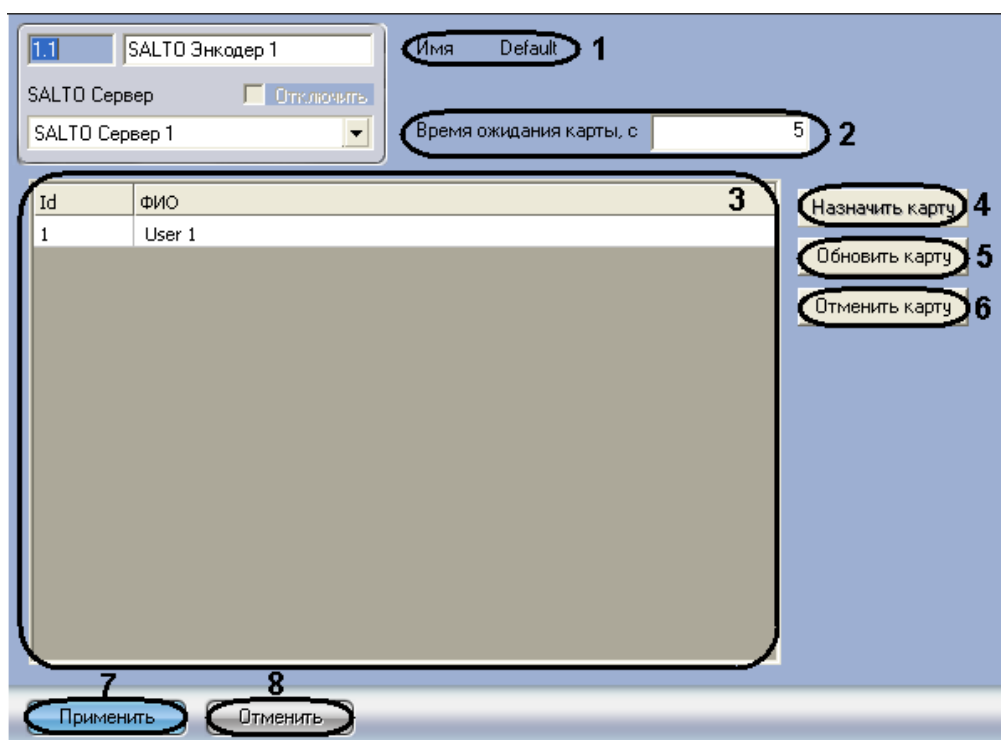 1.1 SALTO Энкодер 1
Имя Default 1
SALTO Сервер Отключить
SALTO Сервер 1
Время ожидания карты, с 5 2
Id ФИО 3
1 User 1
Назначить карту 4
Обновить карту 5
Отменить карту 6
7 8
Применить Отменить